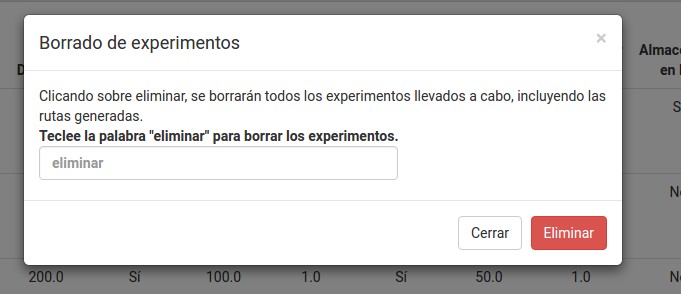 Borrado de experimentos
×
Almac
D
en
Clicando sobre eliminar, se borrarán todos los experimentos llevados a cabo, incluyendo las
rutas generadas.
Teclee la palabra "eliminar" para borrar los experimentos.
eliminar
Cerrar Eliminar
200.0 Sí 100.0 1.0 Sí 50.0 1.0